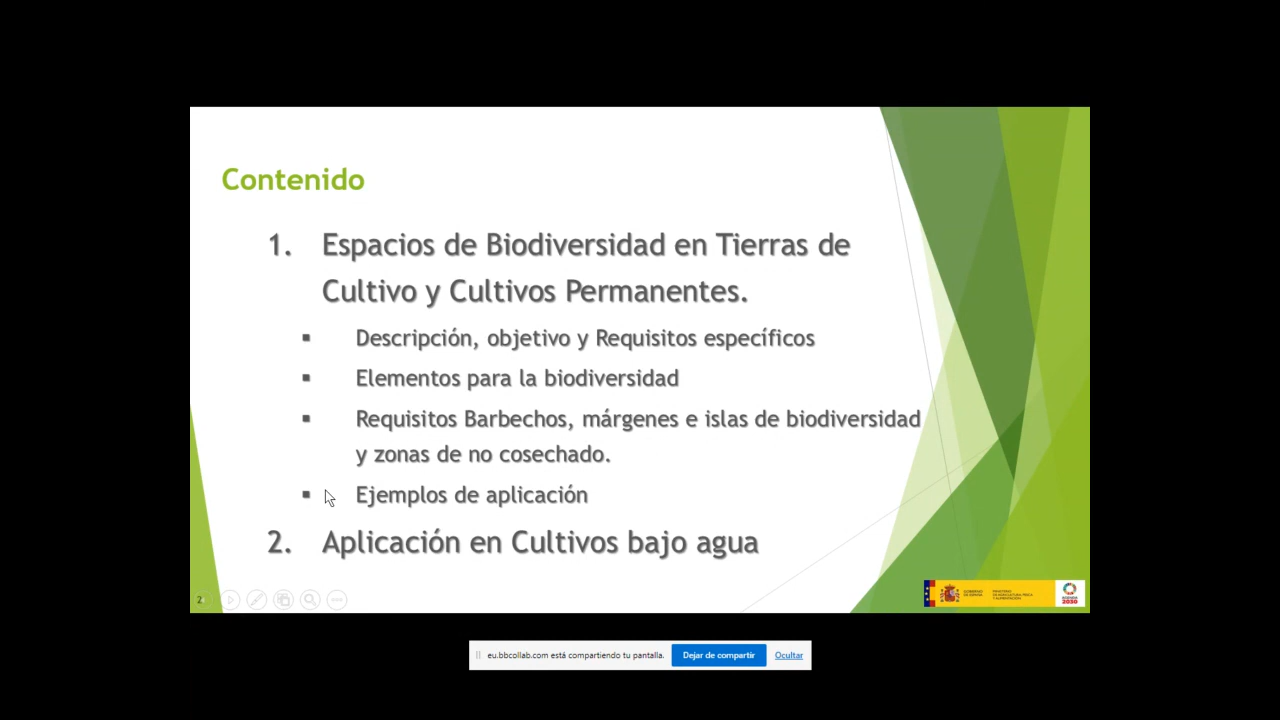 Contenido
1. Espacios de Biodiversidad en Tierras de
Cultivo y Cultivos Permanentes.
▪ Descripción, objetivo y Requisitos específicos
▪ Elementos para la biodiversidad
▪ Requisitos Barbechos, márgenes e islas de biodiversidad
y zonas de no cosechado.
▪ Ejemplos de aplicación
2. Aplicación en Cultivos bajo agua
2
GOBIERNO
DE ESPAÑA
MINISTERIO
DE AGRICULTURA, PESCA
Y ALIMENTACIÓN
AGENDA
2030
eu.bbcollab.com está compartiendo tu pantalla.
Dejar de compartir
Ocultar